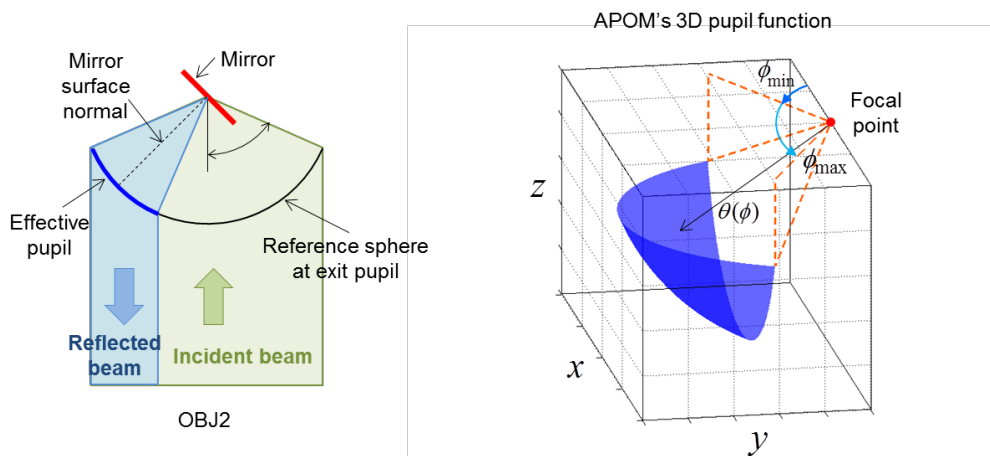 APOM's 3D pupil function
Mirror
surface
normal
Mirror
Effective
pupil
Reference sphere
at exit pupil
Reflected
beam
Incident beam
OBJ2
ϕmin
Focal
point
ϕmax
θ(ϕ)
z
x
y